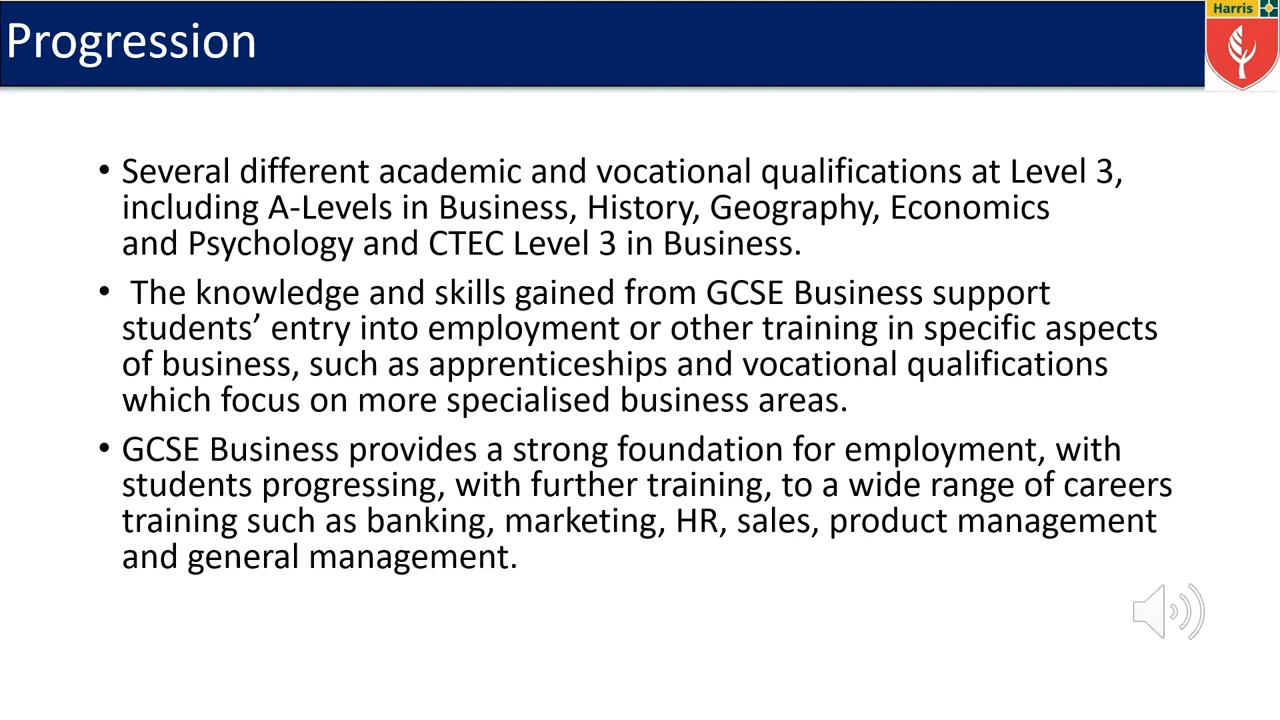 Progression
Harris
• Several different academic and vocational qualifications at Level 3,
including A-Levels in Business, History, Geography, Economics
and Psychology and CTEC Level 3 in Business.
• The knowledge and skills gained from GCSE Business support
students’ entry into employment or other training in specific aspects
of business, such as apprenticeships and vocational qualifications
which focus on more specialised business areas.
• GCSE Business provides a strong foundation for employment, with
students progressing, with further training, to a wide range of careers
training such as banking, marketing, HR, sales, product management
and general management.